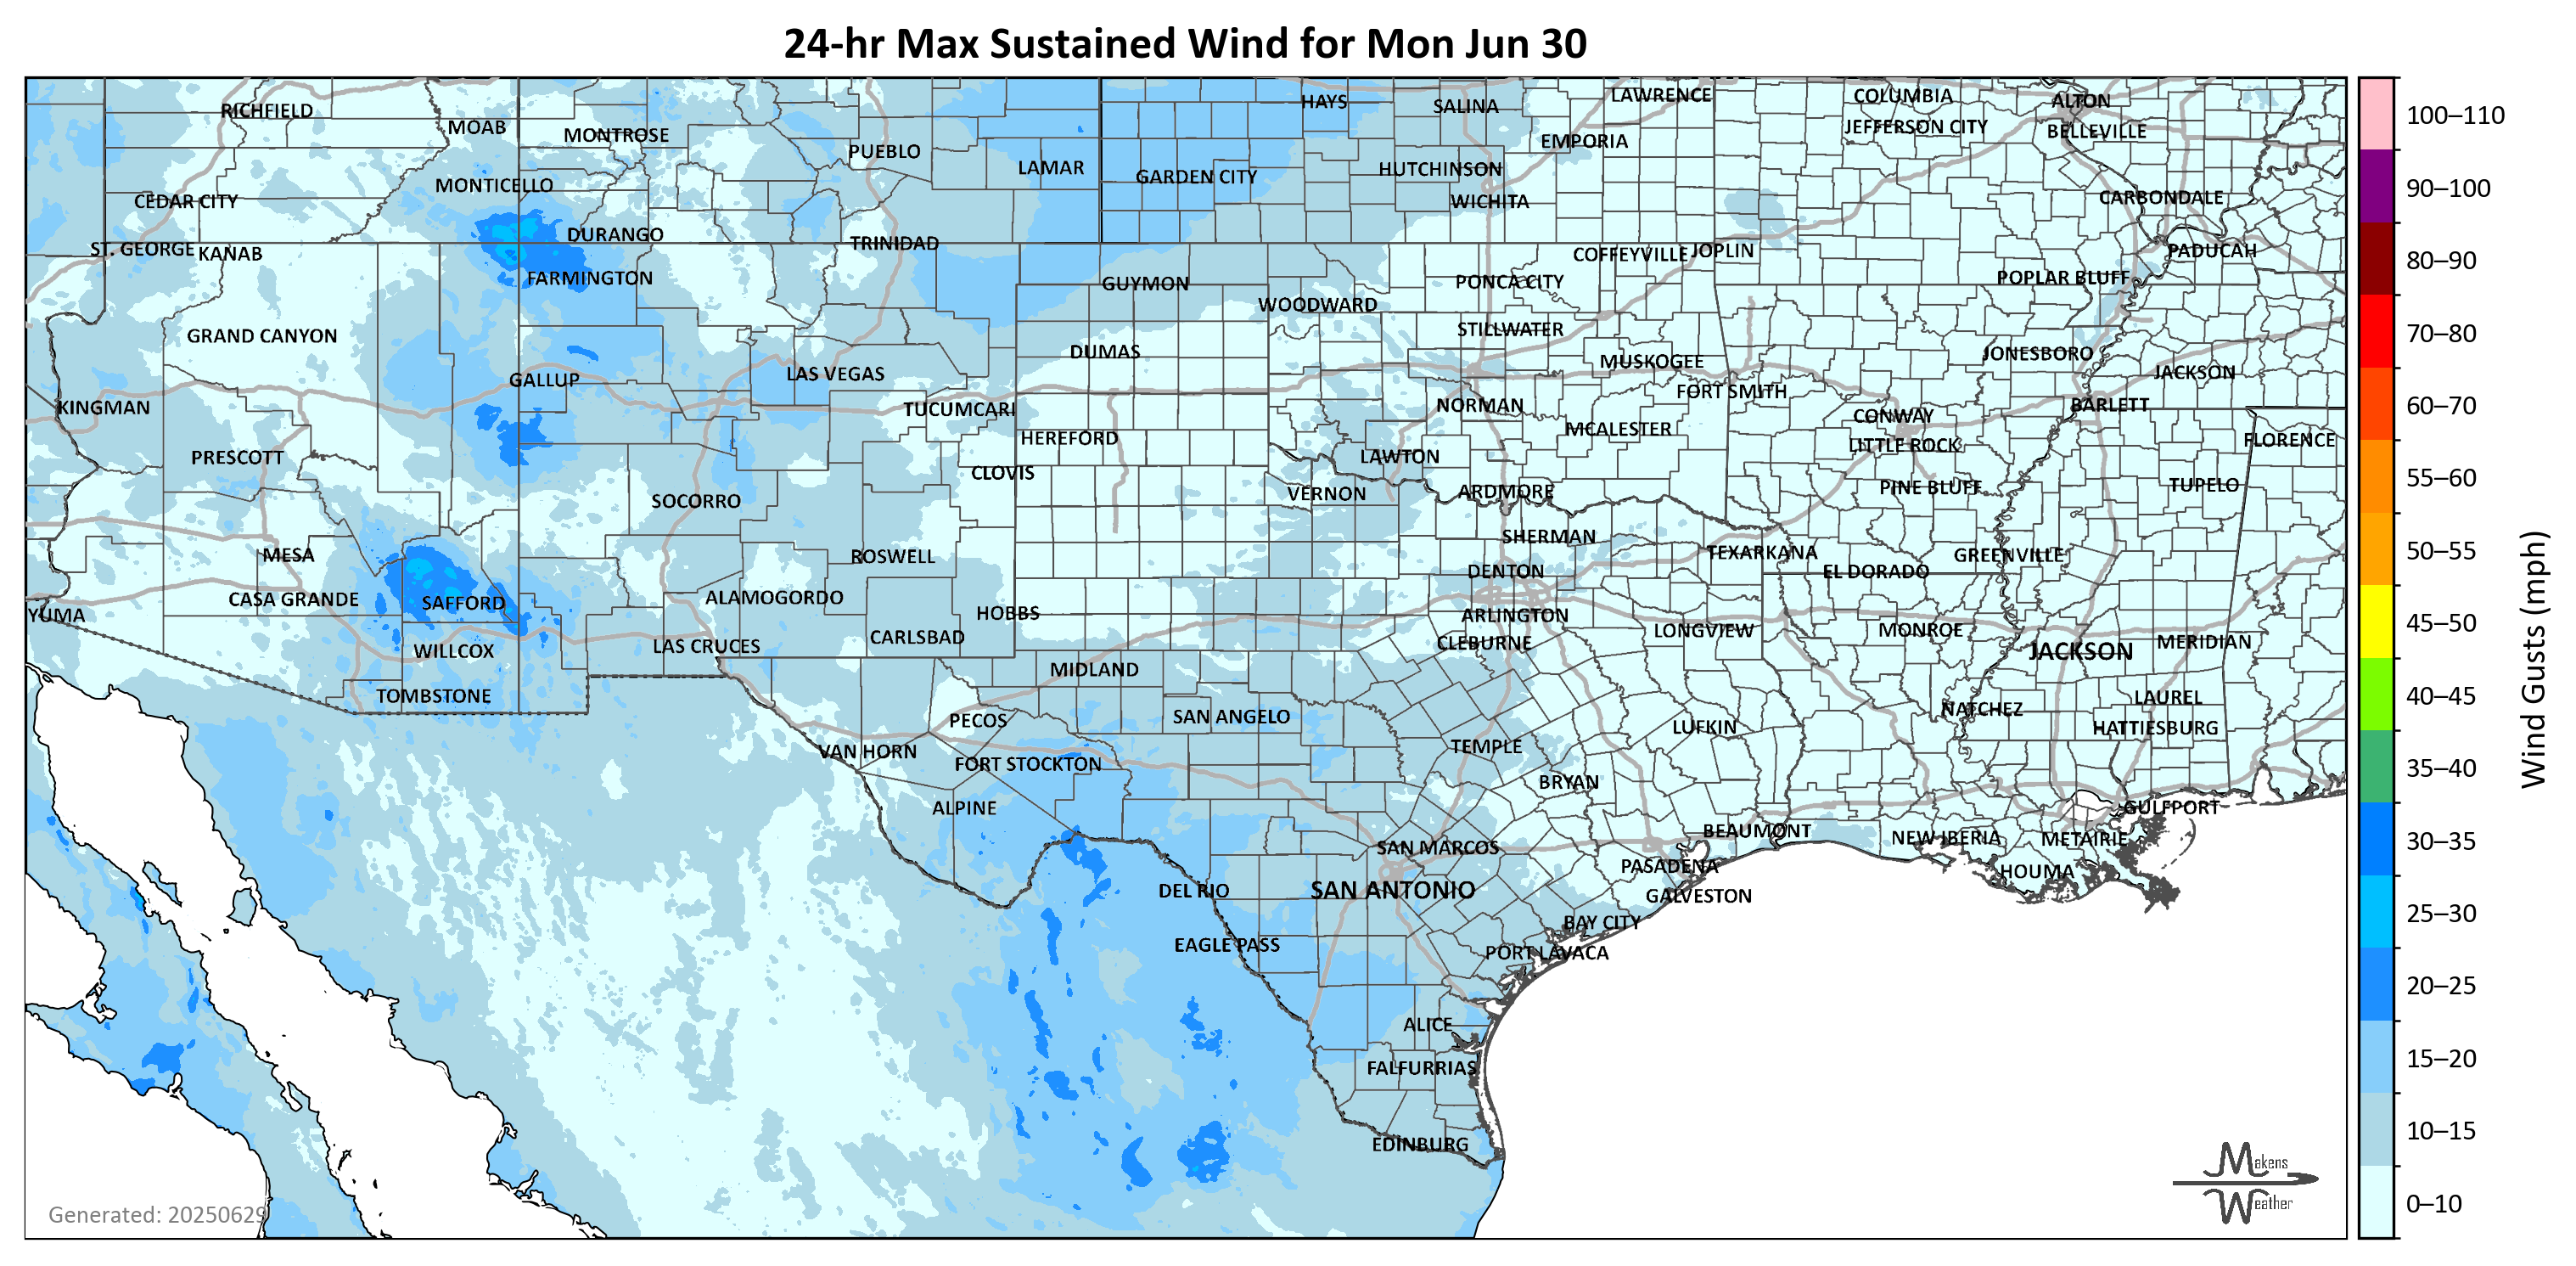 24-hr Max Sustained Wind for Mon Jun 30
RICHFIELD
MOAB
MONTROSE
PUEBLO
LAMAR
HAYS
SALINA
LAWRENCE
EMPORIA
COLUMBIA
JEFFERSON CITY
ALTON
BELLEVILLE
MONTICELLO
CEDAR CITY
GARDEN CITY
HUTCHINSON
WICHITA
CARBONDALE
ST. GEORGE
KANAB
DURANGO
TRINIDAD
FARMINGTON
GUYMON
WOODWARD
COFFEYVILLE
JOPLIN
PONCA CITY
POPLAR BLUFF
PADUCAH
GRAND CANYON
DUMAS
STILLWATER
MUSKOGEE
JONESBORO
JACKSON
GALLUP
LAS VEGAS
FORT SMITH
KINGMAN
TUCUMCARI
NORMAN
CONWAY
BARLETT
HEREFORD
MCALESTER
LITTLE ROCK
FLORENCE
PRESCOTT
CLOVIS
LAWTON
SOCORRO
VERNON
ARDMORE
PINE BLUFF
TUPELO
MESA
ROSWELL
SHERMAN
TEXARKANA
GREENVILLE
DENTON
EL DORADO
CASA GRANDE
SAFFORD
ALAMOGORDO
HOBBS
ARLINGTON
YUMA
LAS CRUCES
CARLSBAD
CLEBURNE
LONGVIEW
MONROE
JACKSON
MERIDIAN
WILLCOX
MIDLAND
TOMBSTONE
PECOS
SAN ANGELO
LUFKIN
NATCHEZ
LAUREL
HATTIESBURG
VAN HORN
FORT STOCKTON
TEMPLE
BRYAN
ALPINE
GULFPORT
BEAUMONT
NEW IBERIA
METAIRIE
SAN MARCOS
PASADENA
HOUMA
DEL RIO
SAN ANTONIO
GALVESTON
BAY CITY
EAGLE PASS
PORT LAVACA
ALICE
FALFURRIAS
EDINBURG
Generated: 20250629
Makens
Weather
100–110
90–100
80–90
70–80
60–70
55–60
50–55
45–50
40–45
35–40
30–35
25–30
20–25
15–20
10–15
0–10
Wind Gusts (mph)